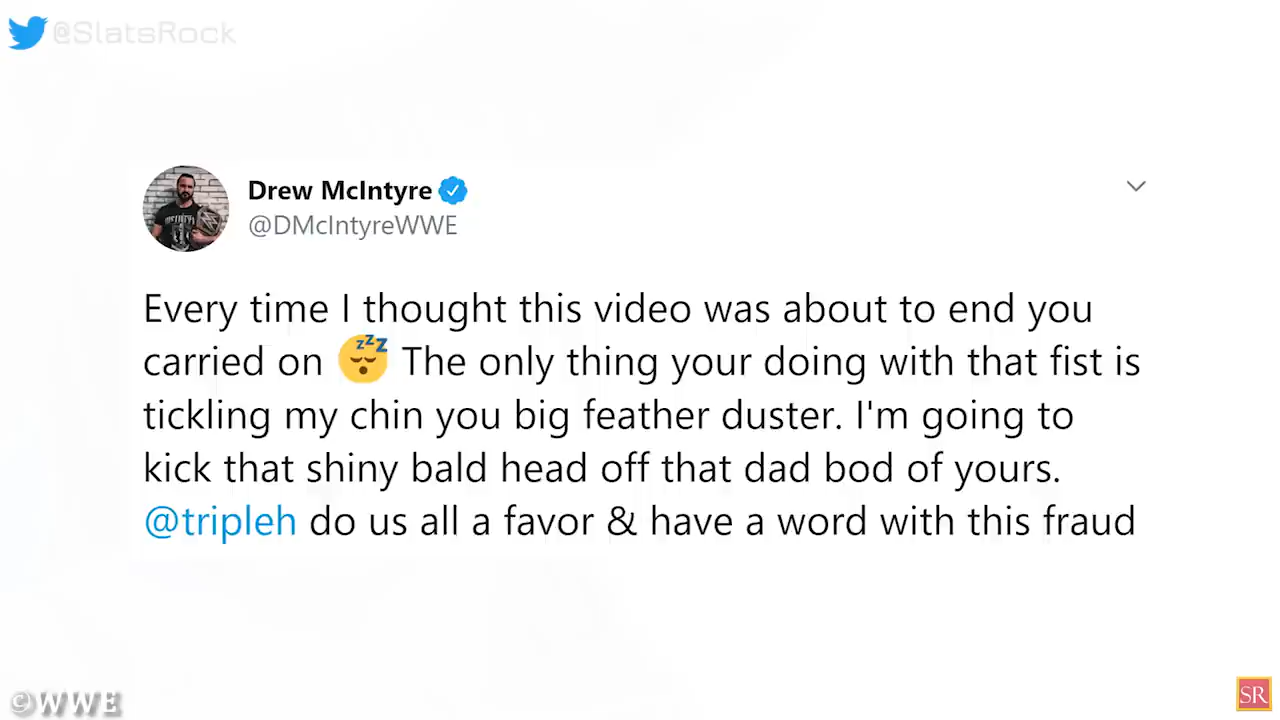 @SlatsRock
Drew McIntyre
@DMcIntyreWWE
Every time I thought this video was about to end you
carried on 😴 The only thing your doing with that fist is
tickling my chin you big feather duster. I'm going to
kick that shiny bald head off that dad bod of yours.
@tripleh do us all a favor & have a word with this fraud
©WWE
SR